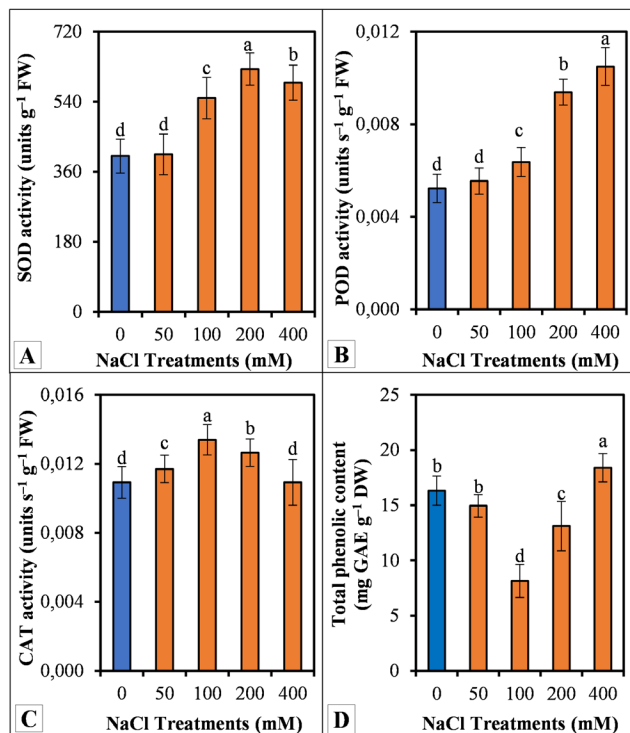 SOD activity (units g⁻¹ FW)
720
540
360
180
0
d
d
c
a
b
0 50 100 200 400
NaCl Treatments (mM)
A
POD activity (units s⁻¹ g⁻¹ FW)
0,012
0,008
0,004
0,000
d
d
c
b
a
0 50 100 200 400
NaCl Treatments (mM)
B
CAT activity (units s⁻¹ g⁻¹ FW)
0,016
0,012
0,008
0,004
0,000
d
c
a
b
d
0 50 100 200 400
NaCl Treatments (mM)
C
Total phenolic content
(mg GAE g⁻¹ DW)
25
20
15
10
5
0
b
b
d
c
a
0 50 100 200 400
NaCl Treatments (mM)
D